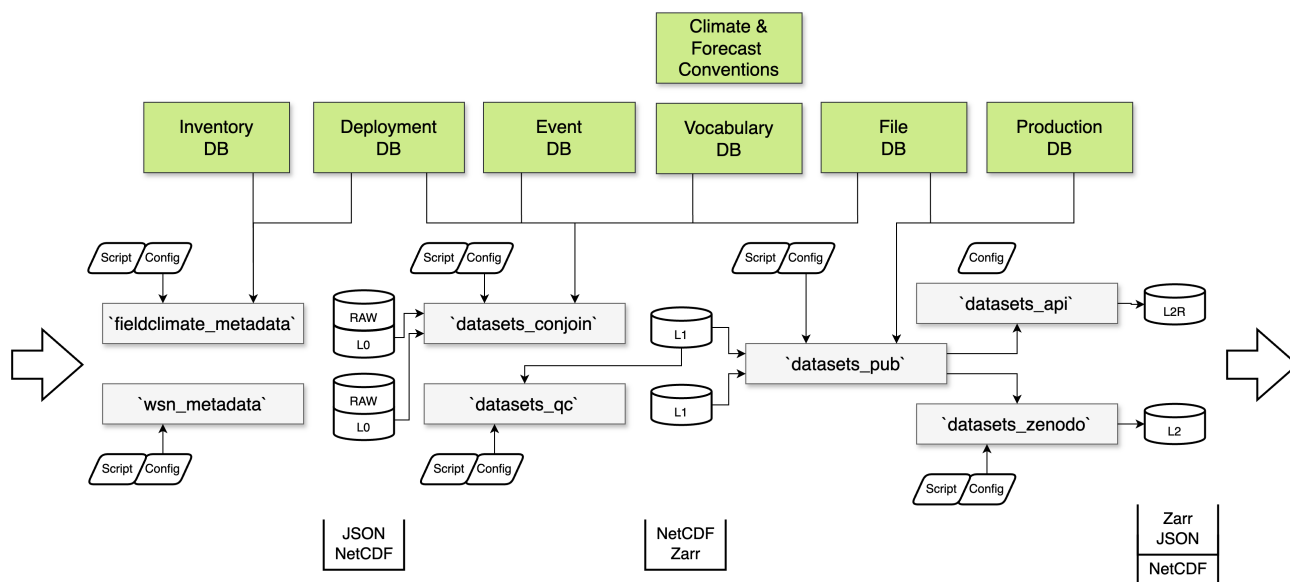 Climate &
Forecast
Conventions
Inventory
DB
Deployment
DB
Event
DB
Vocabulary
DB
File
DB
Production
DB
Script
Config
Script
Config
Script
Config
Config
`fieldclimate_metadata`
RAW
L0
`datasets_conjoin`
L1
`datasets_pub`
`datasets_api`
L2R
`wsn_metadata`
RAW
L0
`datasets_qc`
L1
`datasets_zenodo`
L2
Script
Config
Script
Config
Script
Config
JSON
NetCDF
NetCDF
Zarr
Zarr
JSON
NetCDF